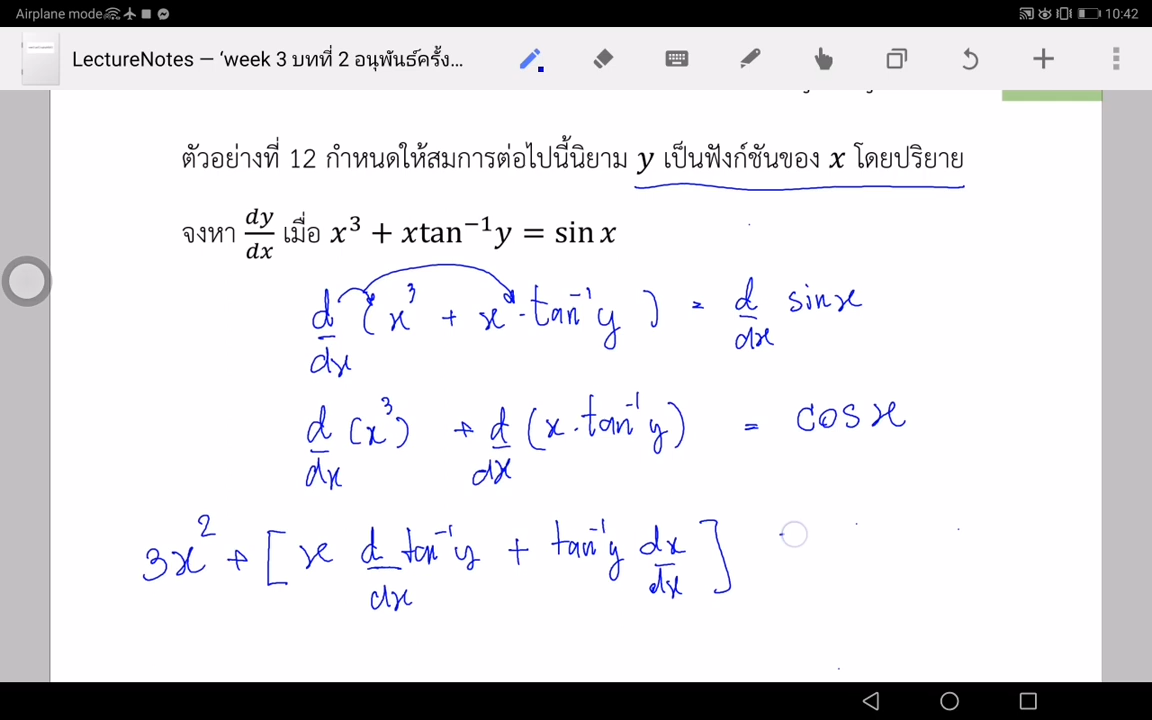 Airplane mode 10:42
LectureNotes – ‘week 3 บทที่ 2 อนุพันธ์ครั้ง...
ตัวอย่างที่ 12 กำหนดให้สมการต่อไปนี้นิยาม y เป็นฟังก์ชันของ x โดยปริยาย
จงหา dy/dx เมื่อ x³ + xtan⁻¹y = sin x
d/dx (x³ + x · tan⁻¹y) = d/dx sinx
d/dx (x³) + d/dx (x · tan⁻¹y) = cosx
3x² + [x d/dx tan⁻¹y + tan⁻¹y dx/dx]